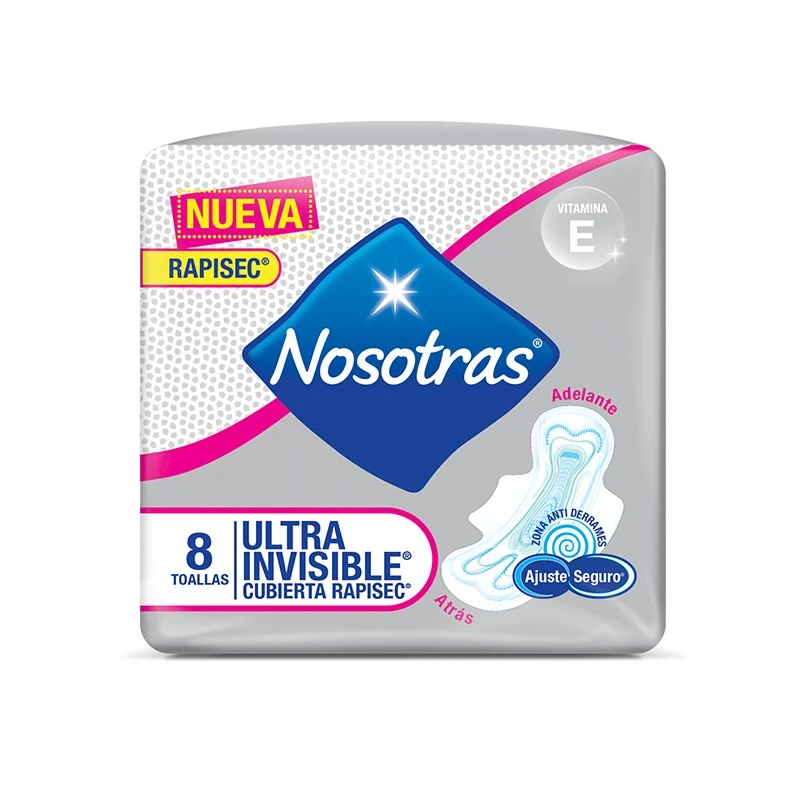 NUEVA
RAPISEC®
VITAMINA
E
Nosotras®
Adelante
ZONA ANTI DERRAMES
Ajuste Seguro®
Atrás
8
TOALLAS
ULTRA
INVISIBLE®
CUBIERTA RAPISEC®